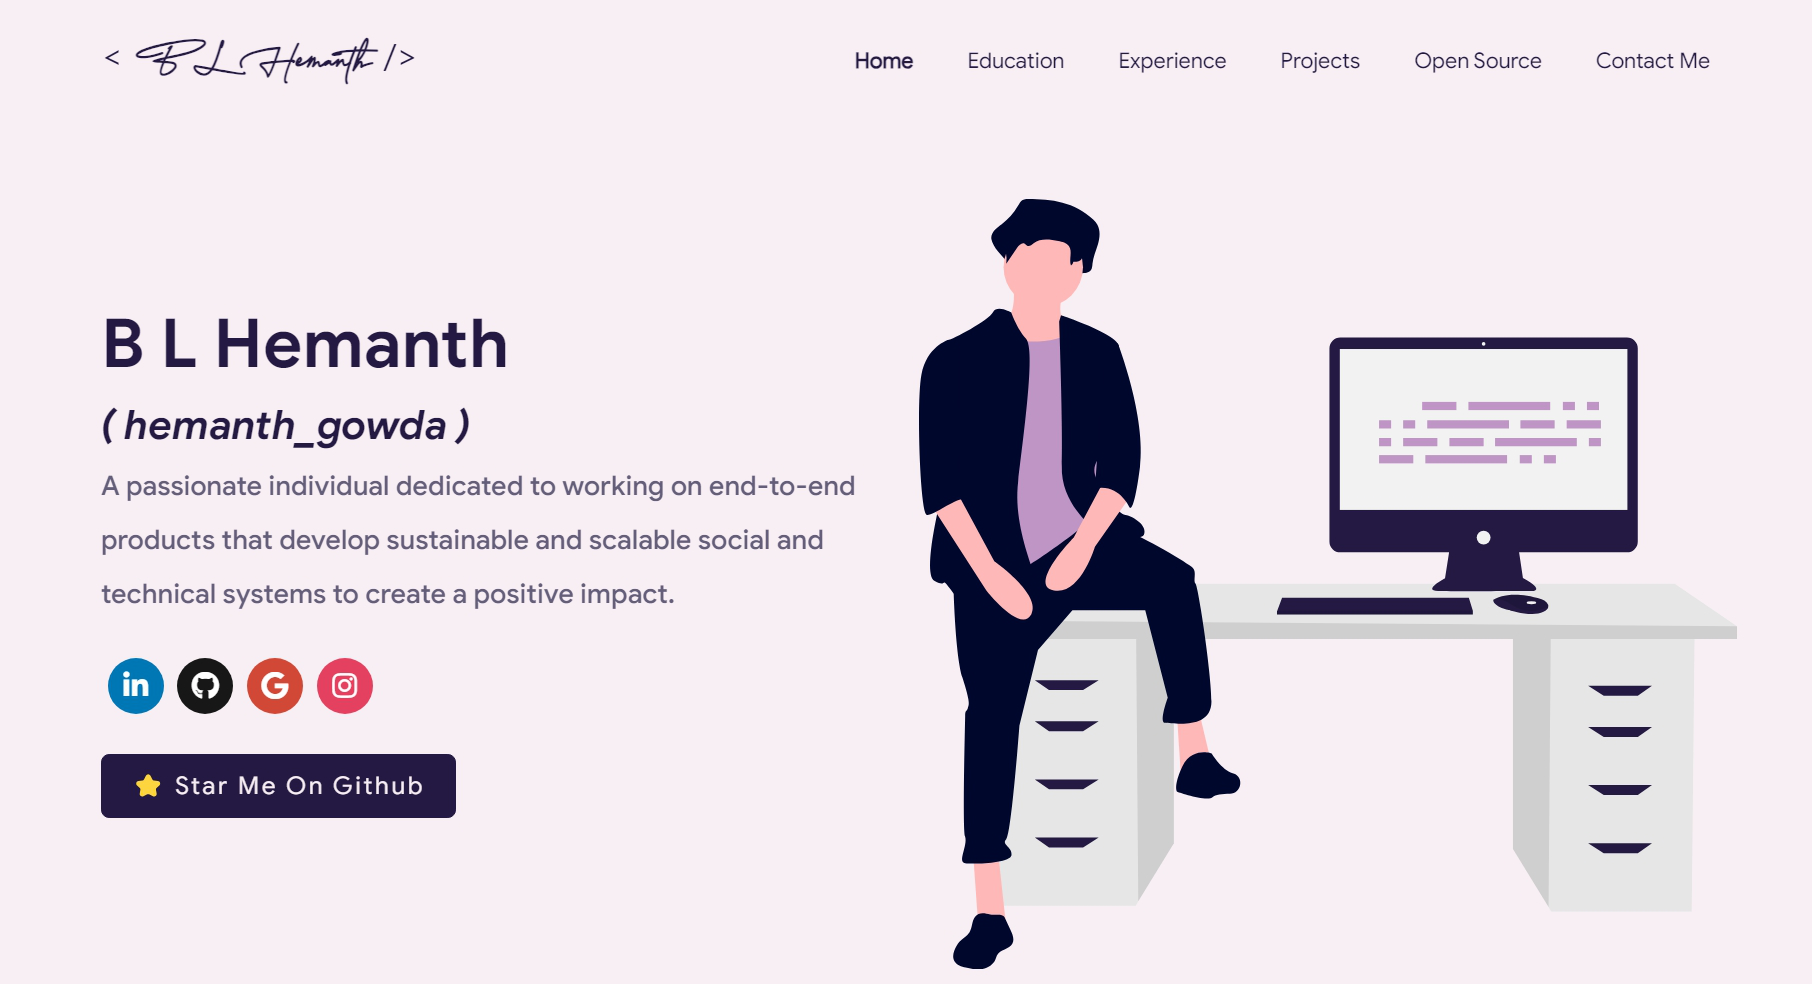 < B L Hemanth />
Home Education Experience Projects Open Source Contact Me
B L Hemanth
( hemanth_gowda )
A passionate individual dedicated to working on end-to-end
products that develop sustainable and scalable social and
technical systems to create a positive impact.
in G
Star Me On Github